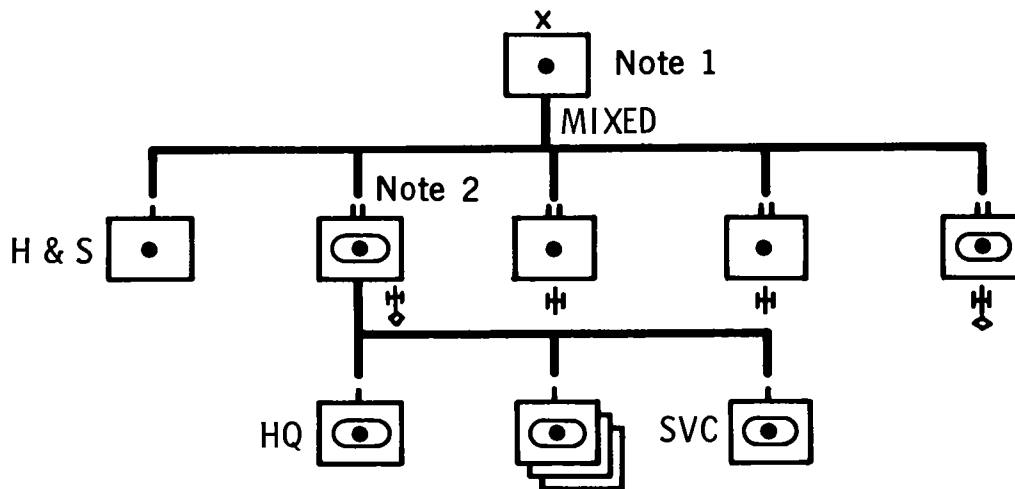 X
Note 1
MIXED
Note 2
H & S
HQ
SVC